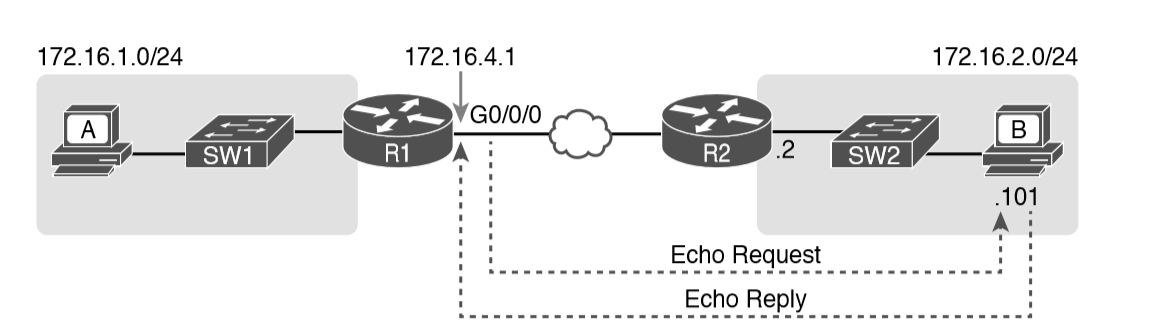 172.16.1.0/24
172.16.4.1
172.16.2.0/24
A
SW1
R1
G0/0/0
R2
.2
SW2
B
.101
Echo Request
Echo Reply